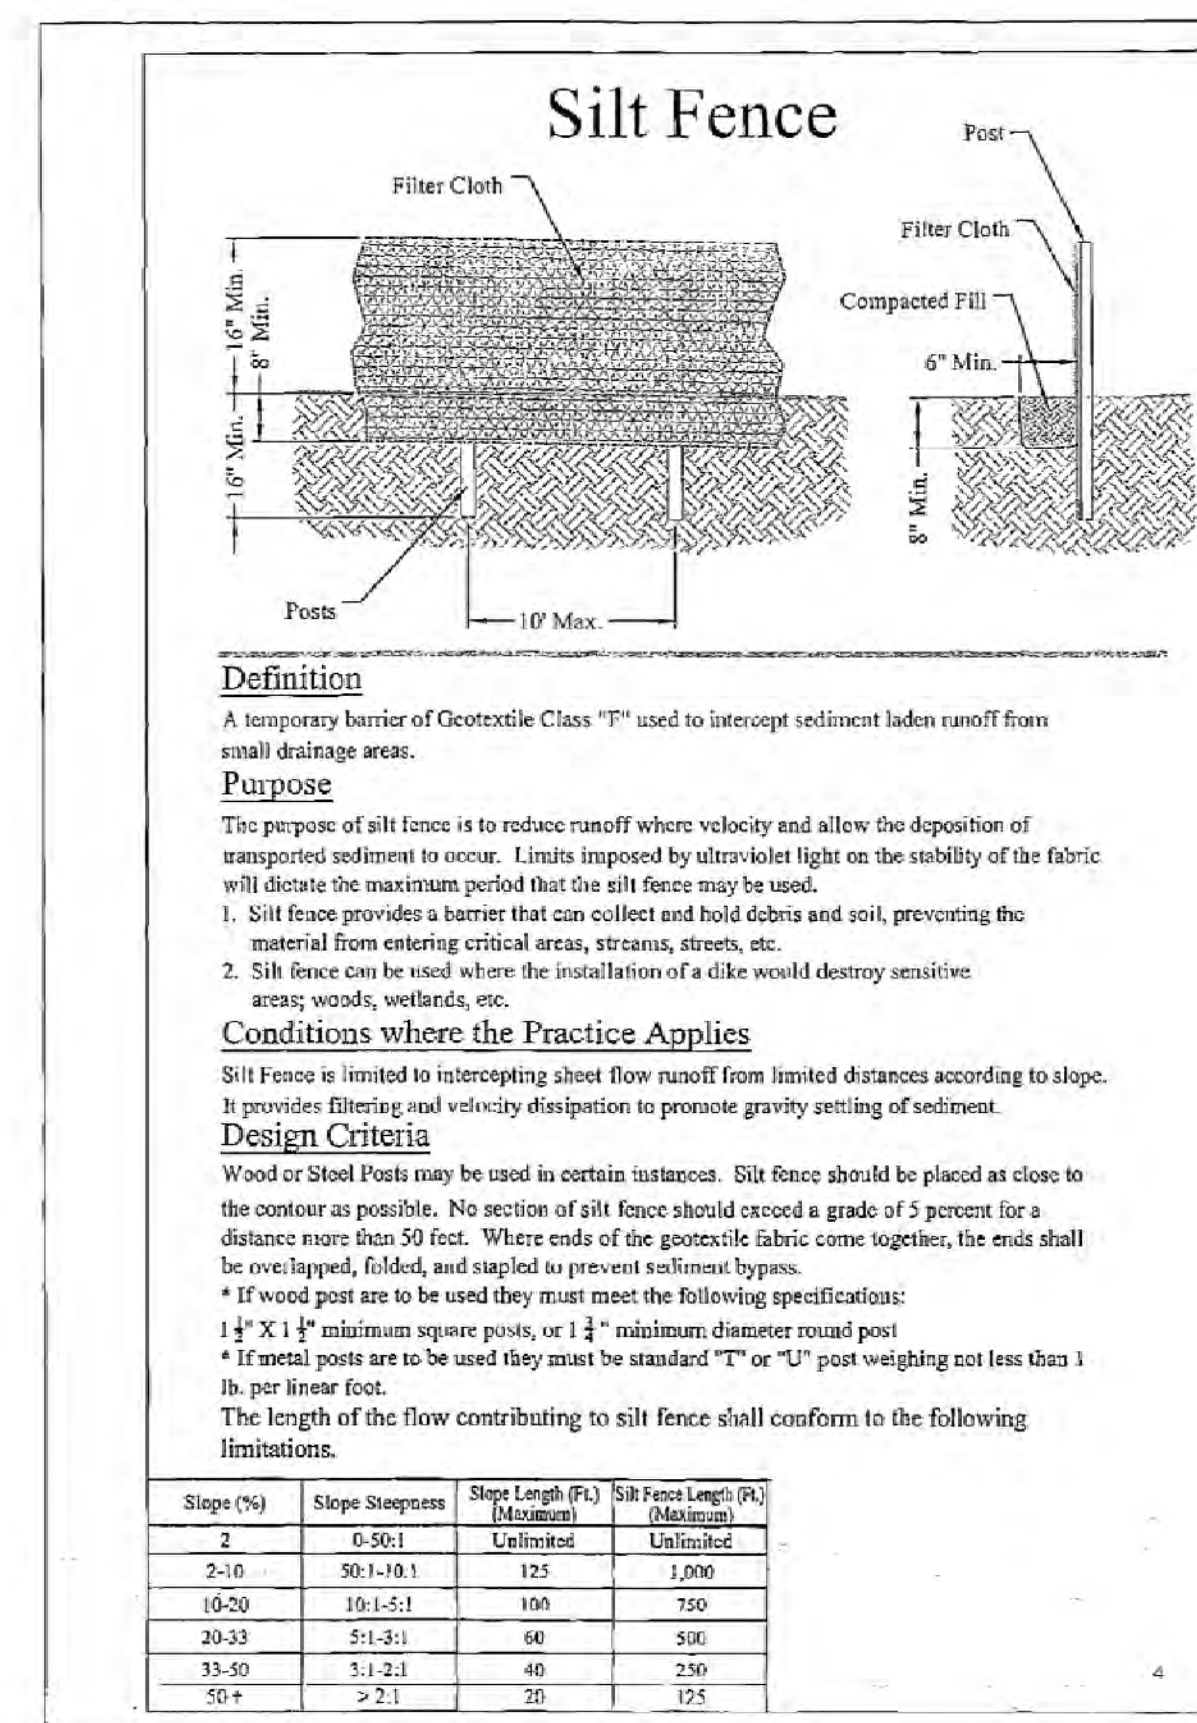 Silt Fence
Post
Filter Cloth
Filter Cloth
Compacted Fill
16" Min.
8" Min.
6" Min.
16" Min.
8" Min.
Posts
10' Max.
Definition
A temporary barrier of Geotextile Class "F" used to intercept sediment laden runoff from
small drainage areas.
Purpose
The purpose of silt fence is to reduce runoff where velocity and allow the deposition of
transported sediment to occur. Limits imposed by ultraviolet light on the stability of the fabric
will dictate the maximum period that the silt fence may be used.
1. Silt fence provides a barrier that can collect and hold debris and soil, preventing the
material from entering critical areas, streams, streets, etc.
2. Silt fence can be used where the installation of a dike would destroy sensitive
areas; woods, wetlands, etc.
Conditions where the Practice Applies
Silt Fence is limited to intercepting sheet flow runoff from limited distances according to slope.
It provides filtering and velocity dissipation to promote gravity settling of sediment.
Design Criteria
Wood or Steel Posts may be used in certain instances. Silt fence should be placed as close to
the contour as possible. No section of silt fence should exceed a grade of 5 percent for a
distance more than 50 feet. Where ends of the geotextile fabric come together, the ends shall
be overlapped, folded, and stapled to prevent sediment bypass.
* If wood post are to be used they must meet the following specifications:
1 1/2" X 1 1/2" minimum square posts, or 1 3/4" minimum diameter round post
* If metal posts are to be used they must be standard "T" or "U" post weighing not less than 1
lb. per linear foot.
The length of the flow contributing to silt fence shall conform to the following
limitations.
Slope (%) Slope Steepness Slope Length (Ft.) (Maximum) Silt Fence Length (Ft.) (Maximum)
2 0-50:1 Unlimited Unlimited
2-10 50:1-10:1 125 1,000
10-20 10:1-5:1 100 750
20-33 5:1-3:1 60 500
33-50 3:1-2:1 40 250
50+ > 2:1 20 125
4